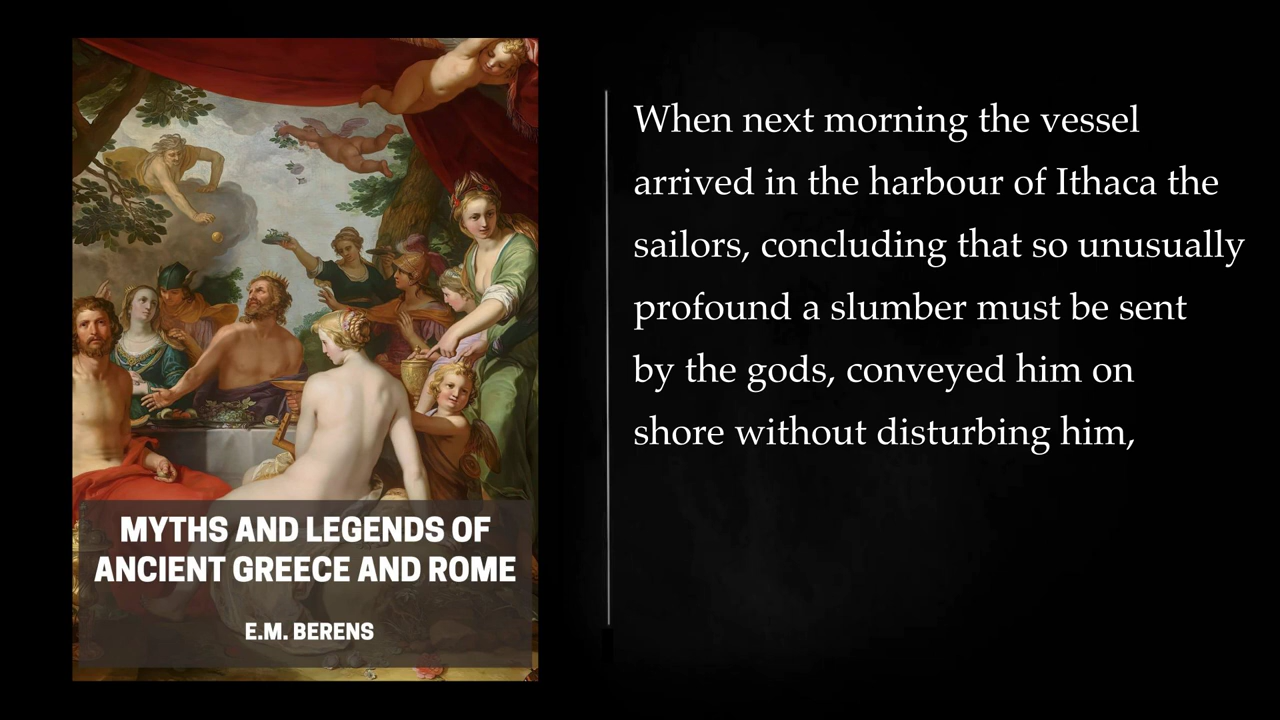 MYTHS AND LEGENDS OF
ANCIENT GREECE AND ROME
E.M. BERENS
When next morning the vessel
arrived in the harbour of Ithaca the
sailors, concluding that so unusually
profound a slumber must be sent
by the gods, conveyed him on
shore without disturbing him,